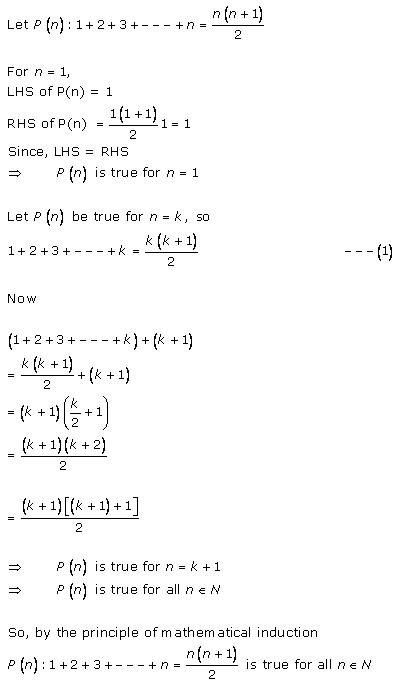 Let P(n): 1+2+3+---+n = n(n+1)/2
For n = 1,
LHS of P(n) = 1
RHS of P(n) = 1(1+1)/2 1 = 1
Since, LHS = RHS
⇒ P(n) is true for n = 1
Let P(n) be true for n = k, so
1+2+3+---+k = k(k+1)/2 ---(1)
Now
(1+2+3+---+k)+(k+1)
= k(k+1)/2 + (k+1)
= (k+1)(k/2 + 1)
= (k+1)(k+2)/2
= (k+1)[(k+1)+1]/2
⇒ P(n) is true for n = k+1
⇒ P(n) is true for all n ∈ N
So, by the principle of mathematical induction
P(n): 1+2+3+---+n = n(n+1)/2 is true for all n ∈ N